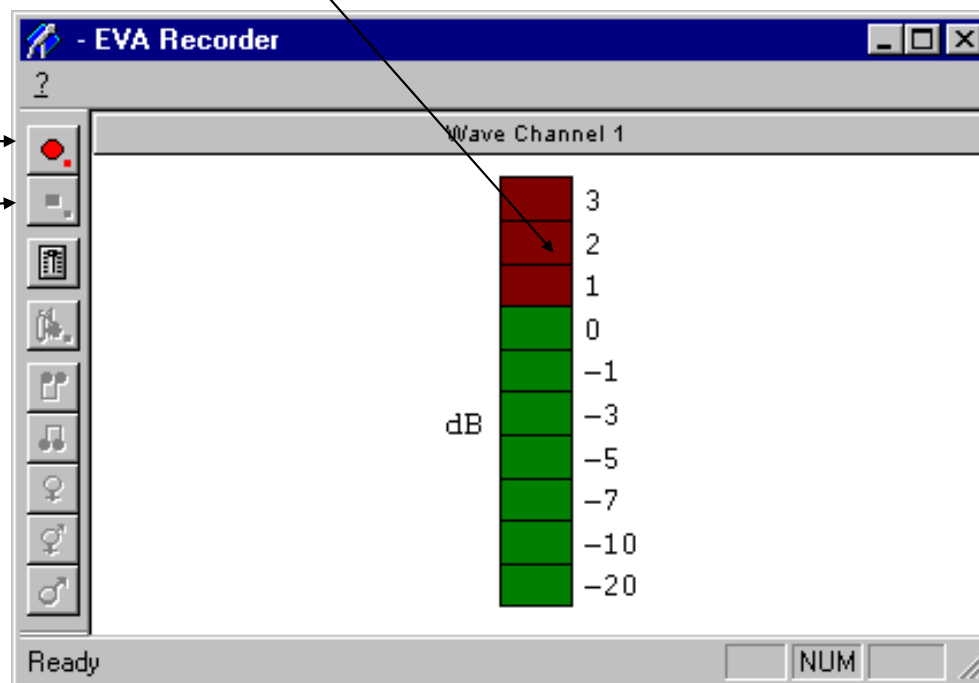 - EVA Recorder
?
Wave Channel 1
3
2
1
0
−1
−3
dB
−5
−7
−10
−20
Ready
NUM